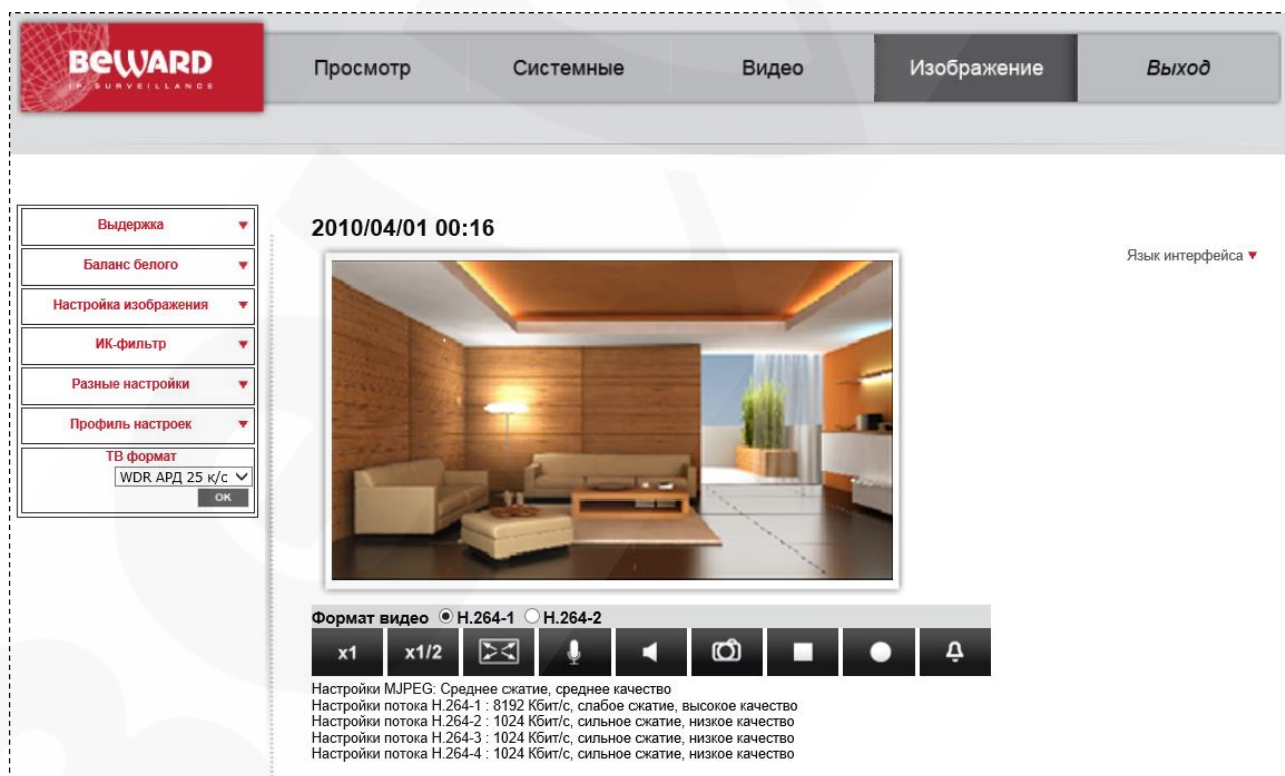 BEWARD
IP SURVEILLANCE
Просмотр
Системные
Видео
Изображение
Выход
Выдержка
Баланс белого
Настройка изображения
ИК-фильтр
Разные настройки
Профиль настроек
ТВ формат
WDR АРД 25 к/с
OK
2010/04/01 00:16
Язык интерфейса
Формат видео H.264-1 H.264-2
x1 x1/2
Настройки MJPEG: Среднее сжатие, среднее качество
Настройки потока H.264-1 : 8192 Кбит/с, слабое сжатие, высокое качество
Настройки потока H.264-2 : 1024 Кбит/с, сильное сжатие, низкое качество
Настройки потока H.264-3 : 1024 Кбит/с, сильное сжатие, низкое качество
Настройки потока H.264-4 : 1024 Кбит/с, сильное сжатие, низкое качество